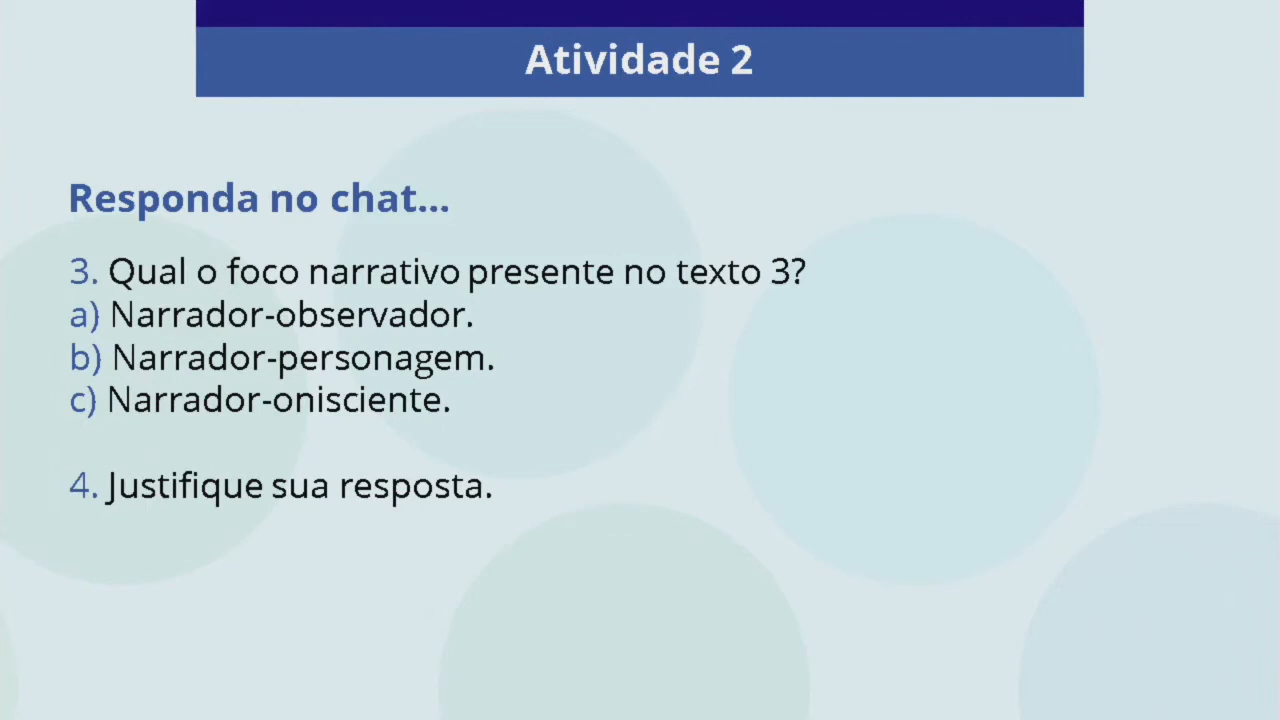 Atividade 2
Responda no chat...
3. Qual o foco narrativo presente no texto 3?
a) Narrador-observador.
b) Narrador-personagem.
c) Narrador-onisciente.
4. Justifique sua resposta.